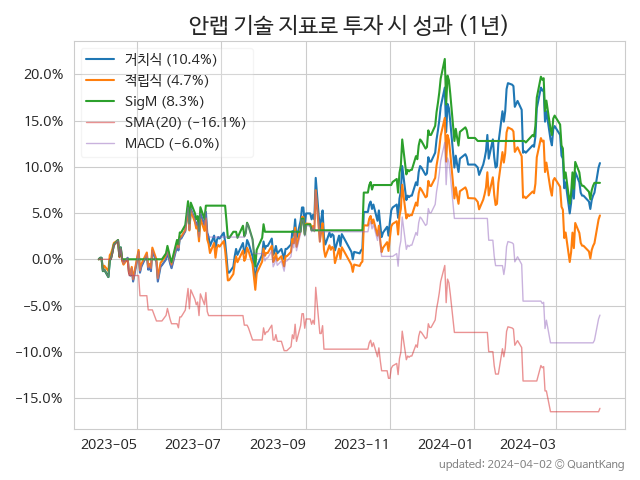 안랩 기술 지표로 투자 시 성과 (1년)
거치식 (10.4%)
적립식 (4.7%)
SigM (8.3%)
SMA(20) (−16.1%)
MACD (−6.0%)
20.0%
15.0%
10.0%
5.0%
0.0%
−5.0%
−10.0%
−15.0%
2023-05 2023-07 2023-09 2023-11 2024-01 2024-03
updated: 2024-04-02 © QuantKang